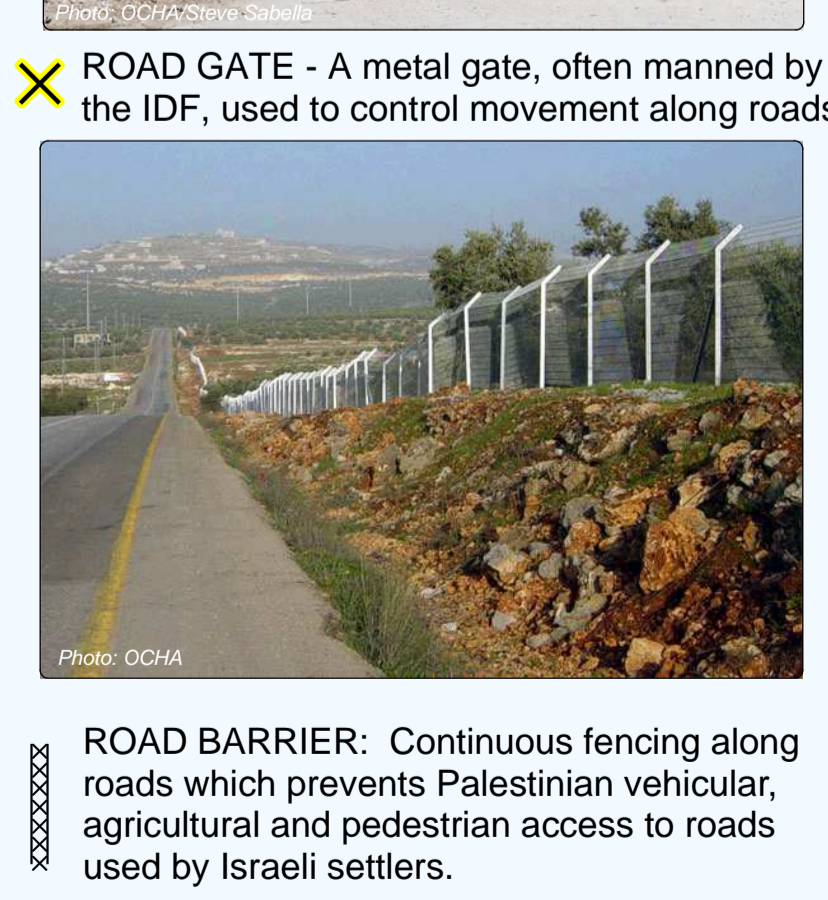 Photo: OCHA/Steve Sabella
ROAD GATE - A metal gate, often manned by
the IDF, used to control movement along roads
Photo: OCHA
ROAD BARRIER:  Continuous fencing along
roads which prevents Palestinian vehicular,
agricultural and pedestrian access to roads
used by Israeli settlers.